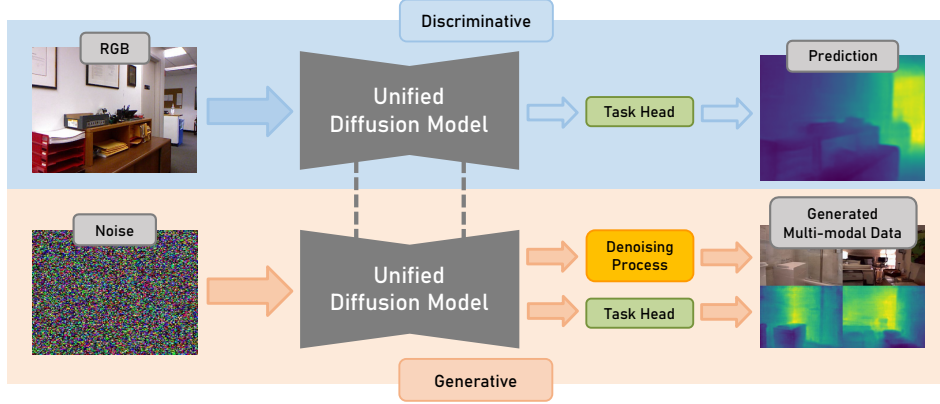 Discriminative
RGB
Unified
Diffusion Model
Task Head
Prediction
Noise
Unified
Diffusion Model
Denoising
Process
Task Head
Generated
Multi-modal Data
Generative